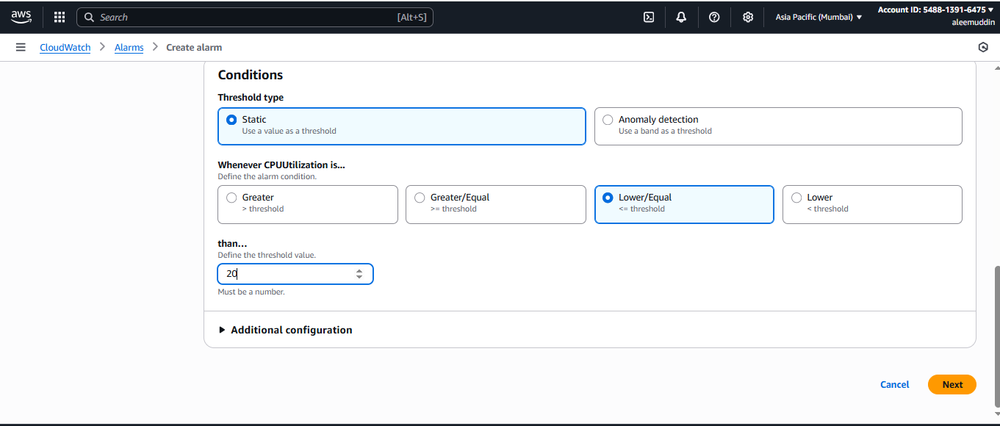 aws
Search [Alt+S]
Asia Pacific (Mumbai) ▼
Account ID: 5488-1391-6475 ▼
aleemuddin
CloudWatch > Alarms > Create alarm
Conditions
Threshold type
Static
Use a value as a threshold
Anomaly detection
Use a band as a threshold
Whenever CPUUtilization is...
Define the alarm condition.
Greater
> threshold
Greater/Equal
>= threshold
Lower/Equal
<= threshold
Lower
< threshold
than...
Define the threshold value.
20
Must be a number.
Additional configuration
Cancel Next